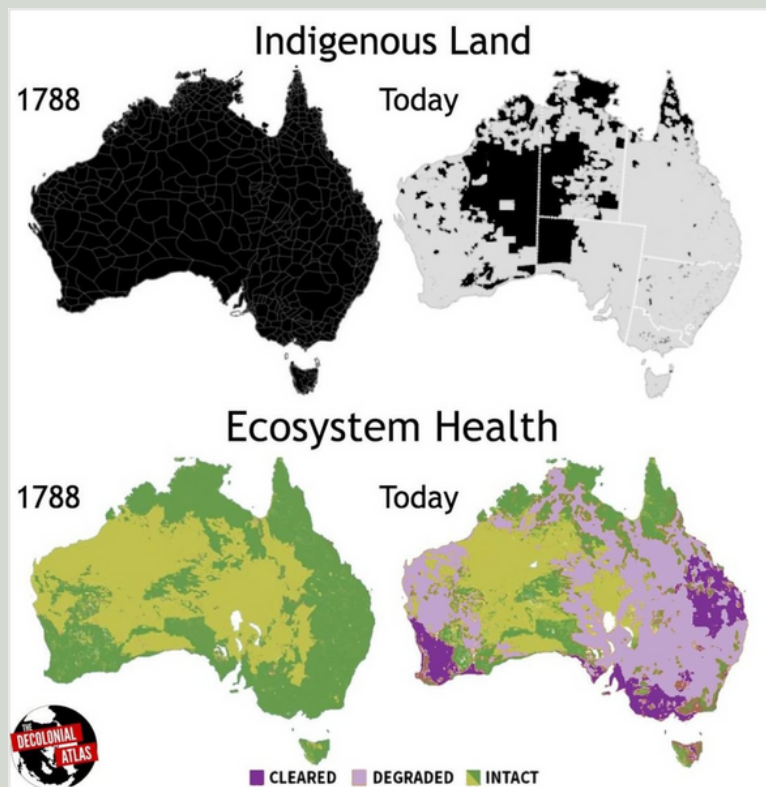 Indigenous Land
1788
Today
Ecosystem Health
1788
Today
THE
DECOLONIAL
ATLAS
CLEARED DEGRADED INTACT